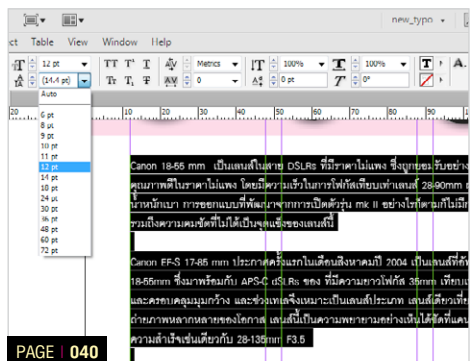 new_typo
ct Table View Window Help
12 pt TT T¹ T Metrics 100% 100% T A.
(14.4 pt) Tr T₁ 0 0 pt T 0°
Auto
6 pt
8 pt
9 pt
10 pt
11 pt
12 pt
14 pt
18 pt
24 pt
30 pt
36 pt
48 pt
60 pt
72 pt
20 10 20 30 40 50 60 70 80 90
Canon 18-55 mm เป็นเลนส์ในสาย DSLRs ที่มีราคาไม่แพง ซึ่งถูกยอมรับอย่าง
คุณภาพดีในราคาไม่แพง โดยมีความเร็วในการโฟกัสเทียบเท่าเลนส์ 28-90mm
น้ำหนักเบา การออกแบบที่พัฒนาจากการเปิดตัวรุ่น mk II อย่างไรก็ตามก็ไม่มี
รวมถึงความคมชัดที่ไม่ได้เป็นจุดแข็งของเลนส์นี้
Canon EF-S 17-85 mm ประกาศครั้งแรกในเดือนสิงหาคมปี 2004 เป็นเลนส์ที่
18-55mm ซึ่งมาพร้อมกับ APS-C dSLRs ของ ที่มีความยาวโฟกัส 35mm เทียบ
และครอบคลุมมุมกว้าง และช่วงเทเลจึงเหมาะเป็นเลนส์ประเภท เลนส์เดียวเที่ย
ถ่ายภาพหลากหลายของโอกาส เลนส์นี้เป็นความพยายามอย่างเห็นได้ชัดที่แคน
ความสำเร็จเช่นเดียวกับ 28-135mm F3.5
PAGE | 040